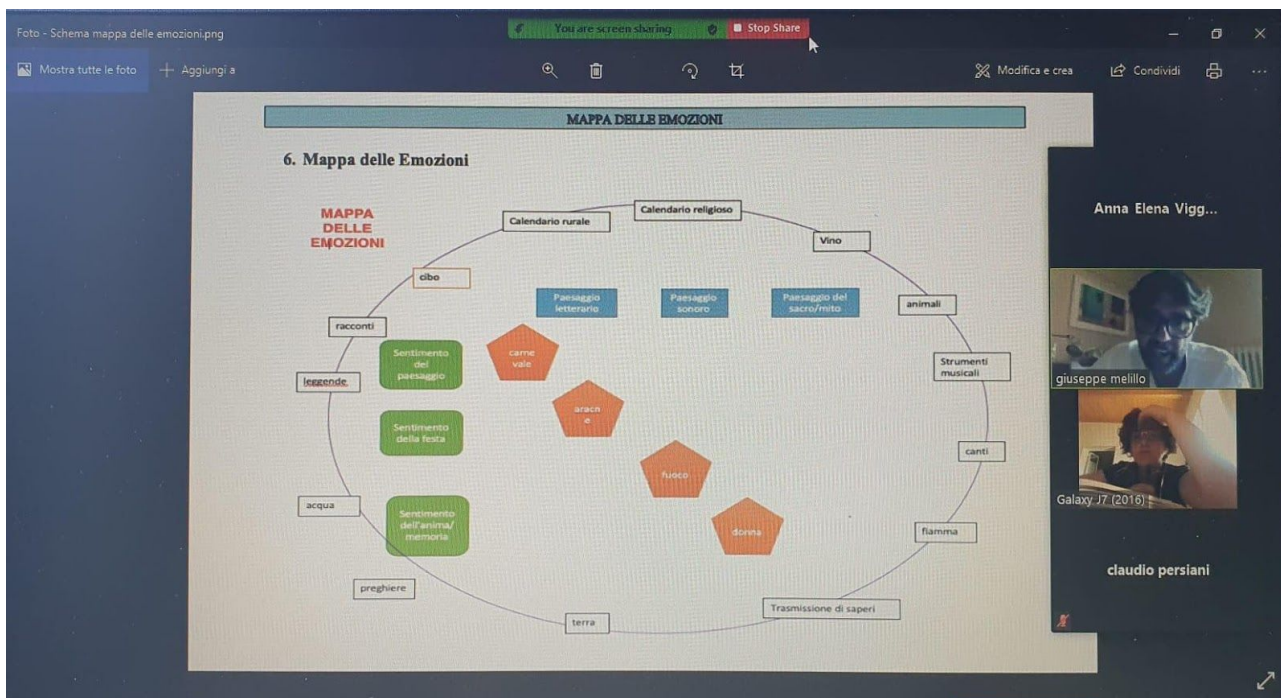 Foto - Schema mappa delle emozioni.png
You are screen sharing
Stop Share
Mostra tutte le foto
Aggiungi a
Modifica e crea
Condividi
MAPPA DELLE EMOZIONI
6. Mappa delle Emozioni
MAPPA
DELLE
EMOZIONI
Calendario rurale
Calendario religioso
Vino
cibo
animali
racconti
Strumenti
musicali
leggende
canti
acqua
fiamma
preghiere
Trasmissione di saperi
terra
Paesaggio
letterario
Paesaggio
sonoro
Paesaggio del
sacro/mito
Sentimento
del
paesaggio
Sentimento
della festa
Sentimento
dell'anima/
memoria
carne
vale
aracn
e
fuoco
donna
Anna Elena Vigg...
giuseppe melillo
Galaxy J7 (2016)
claudio persiani